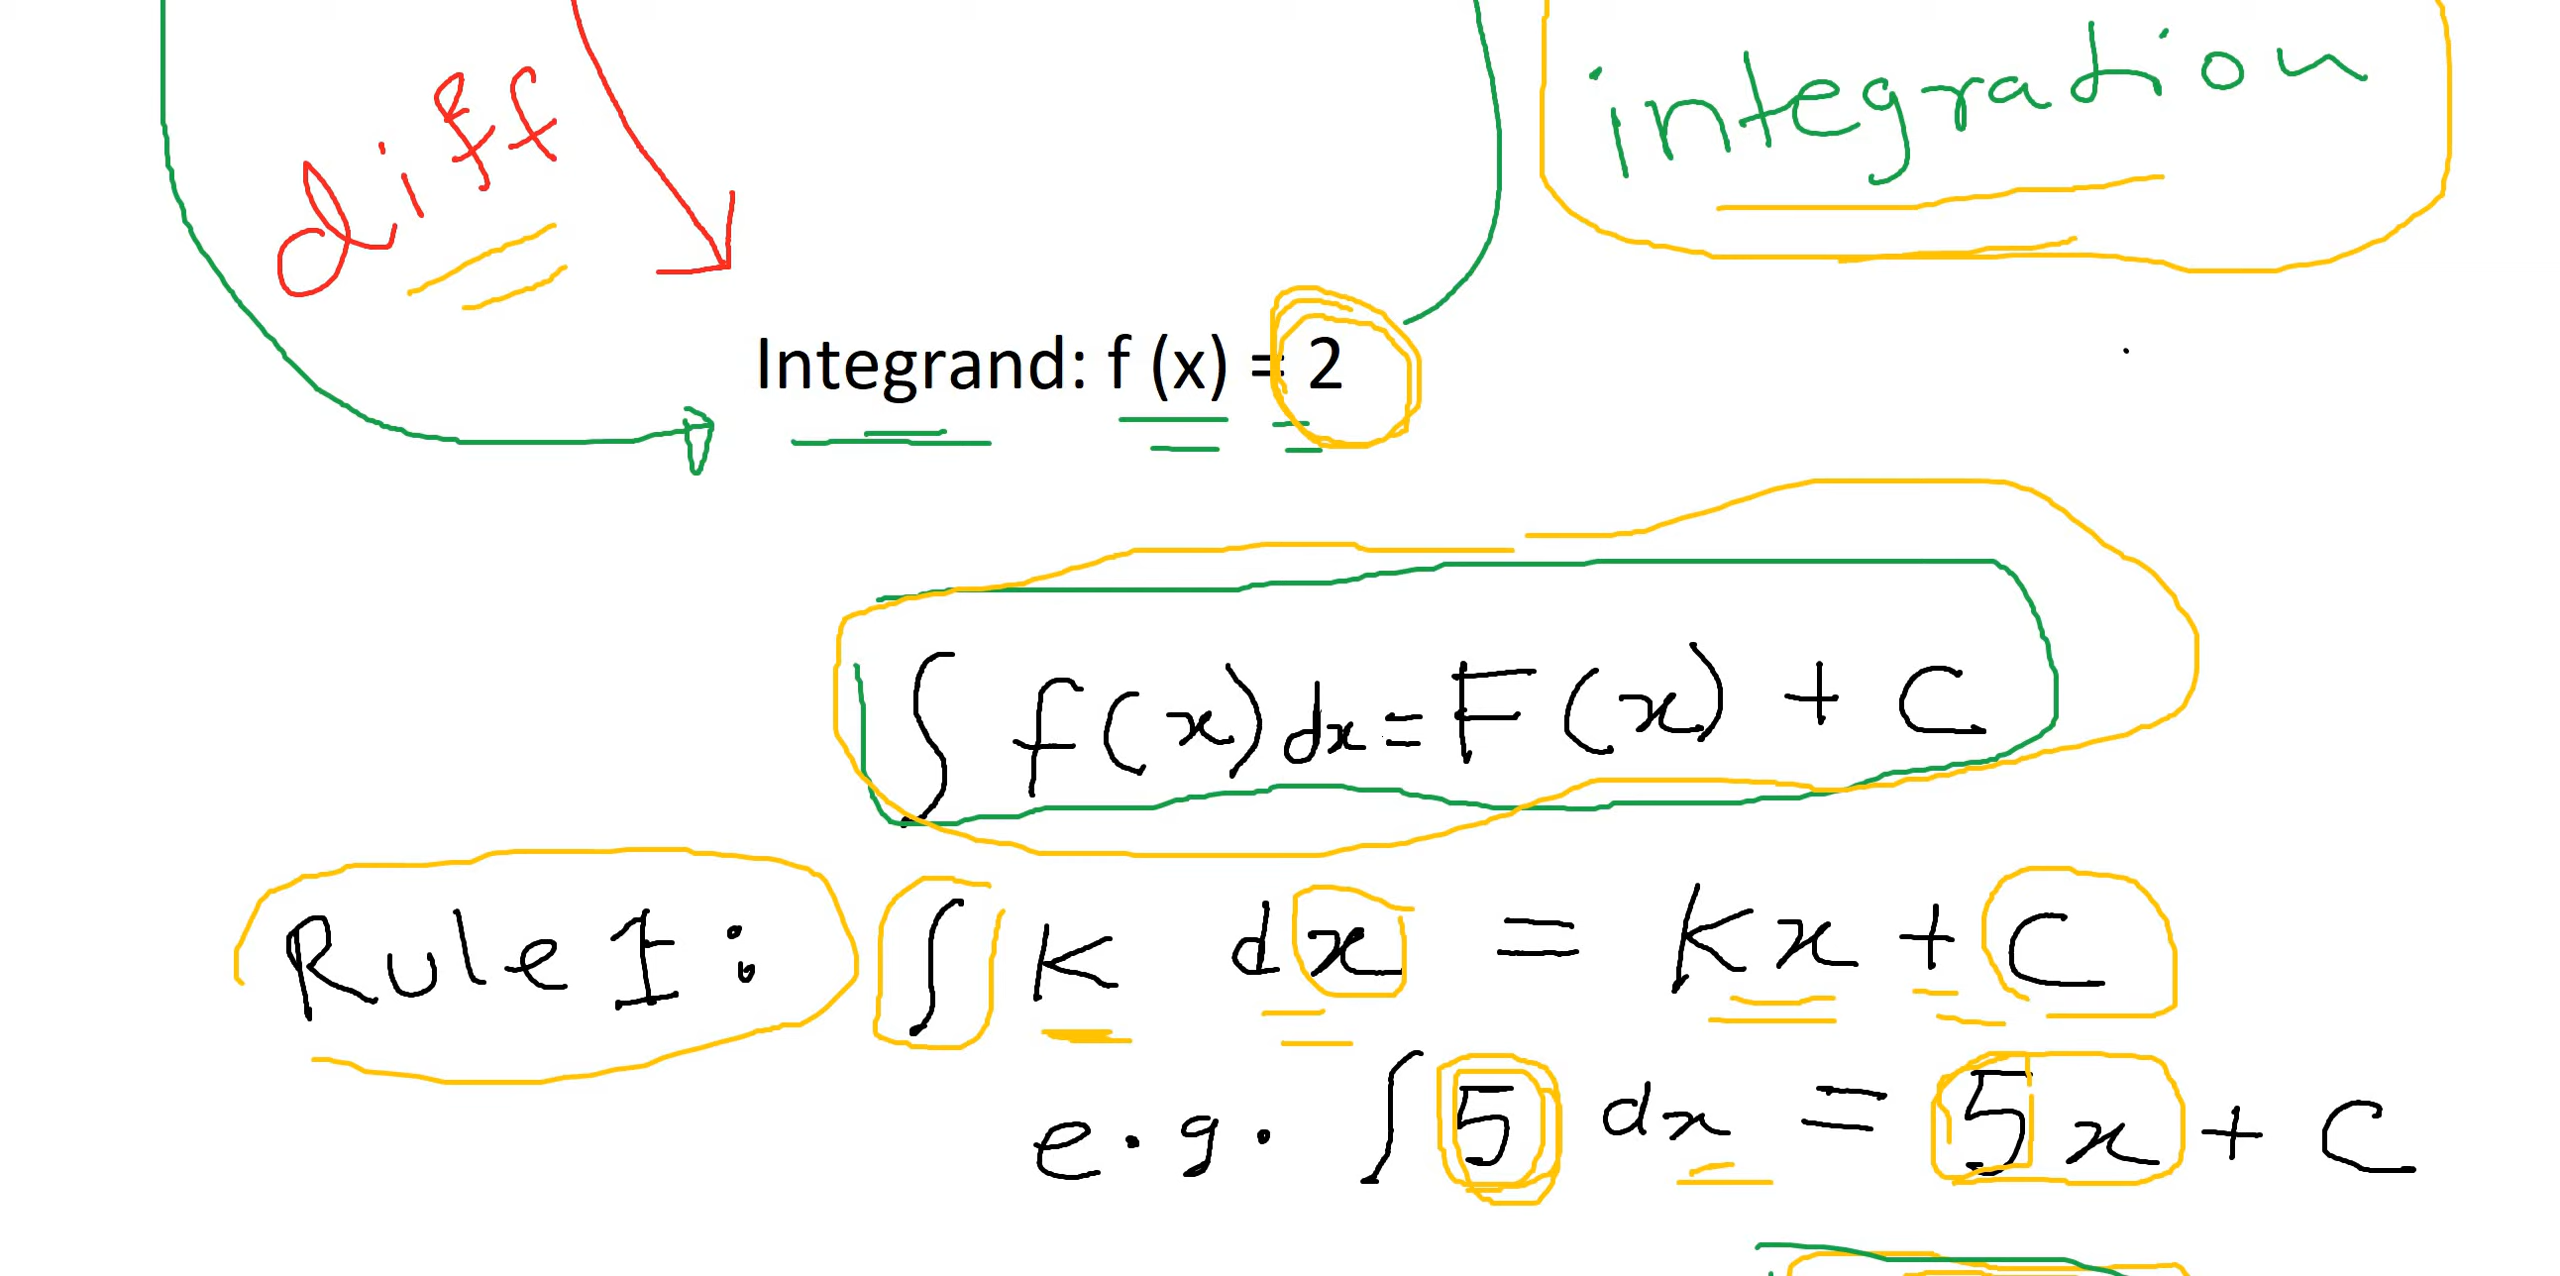 integration
diff
Integrand: f (x) = 2
∫ f(x) dx = F(x) + C
Rule I: ∫ K dx = Kx + C
e.g. ∫ 5 dx = 5x + C